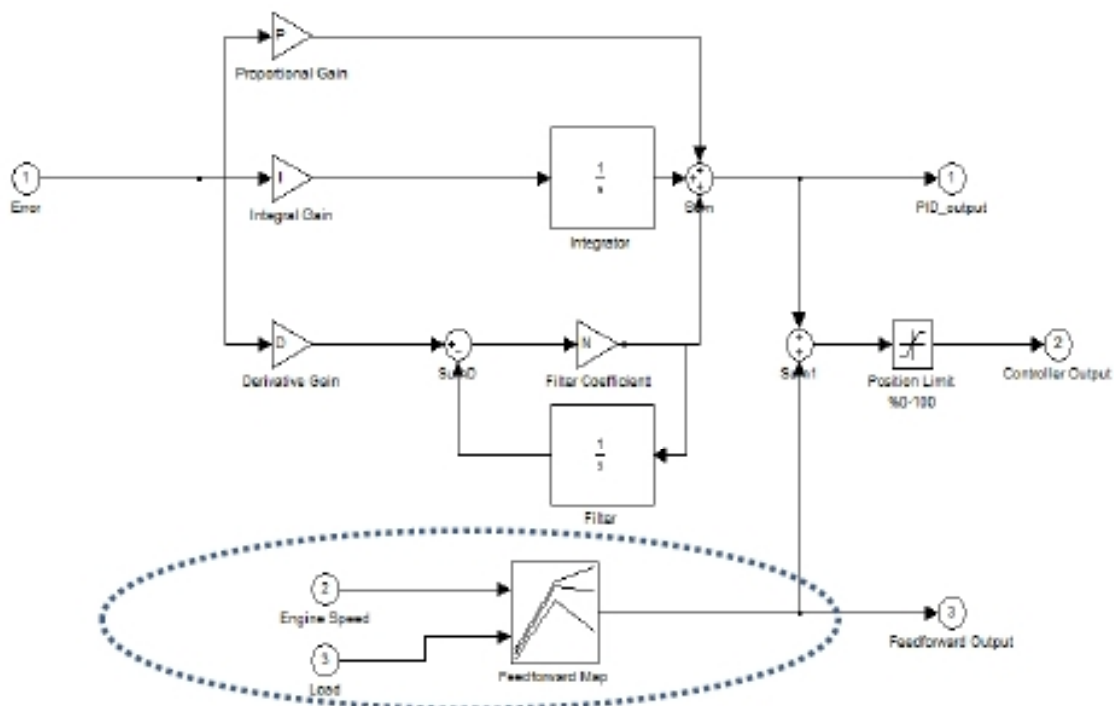 P
Proportional Gain
1
Error
I
Integral Gain
1
s
Integrator
Sum
1
PID_output
D
Derivative Gain
Sum0
N
Filter Coefficient
Sum1
Position Limit
%0-100
2
Controller Output
1
s
Filter
2
Engine Speed
3
Load
Feedforward Map
3
Feedforward Output